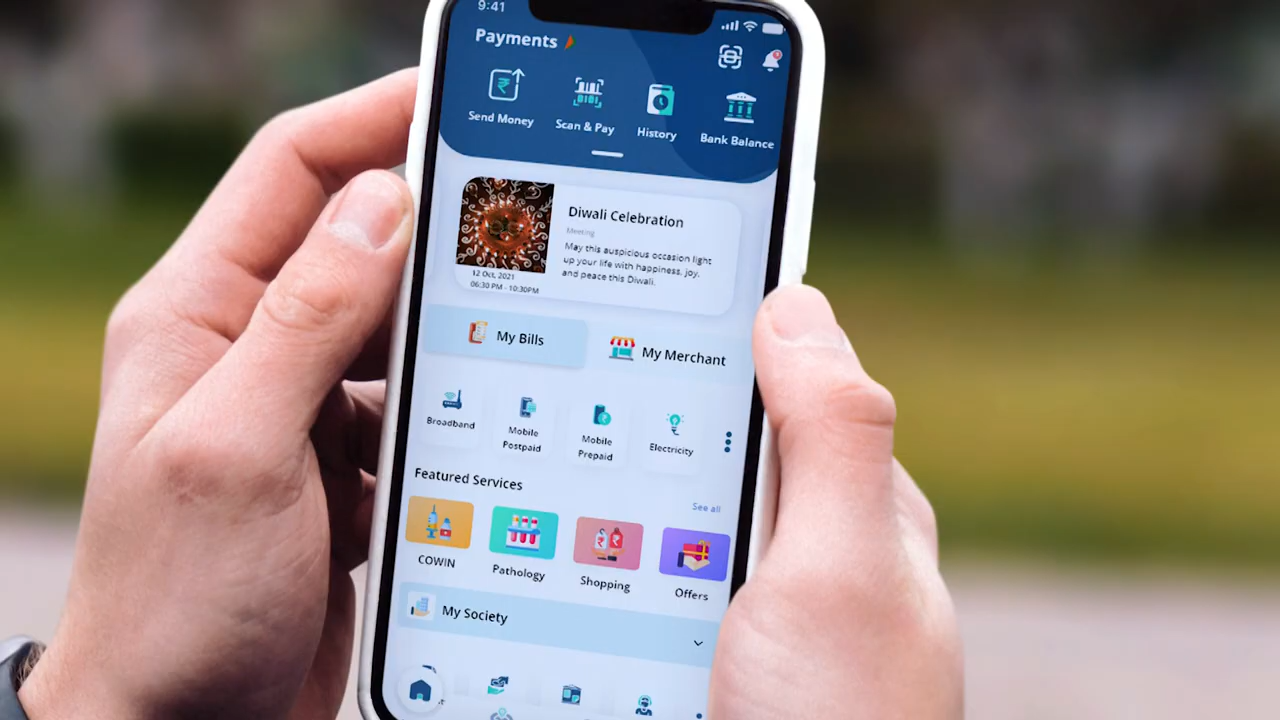 9:41
Payments
Send Money
Scan & Pay
History
Bank Balance
Diwali Celebration
Meeting
May this auspicious occasion light
up your life with happiness, joy,
and peace this Diwali.
12 Oct, 2021
06:30 PM - 10:30PM
My Bills
My Merchant
Broadband
Mobile
Postpaid
Mobile
Prepaid
Electricity
Featured Services
See all
COWIN
Pathology
Shopping
Offers
My Society